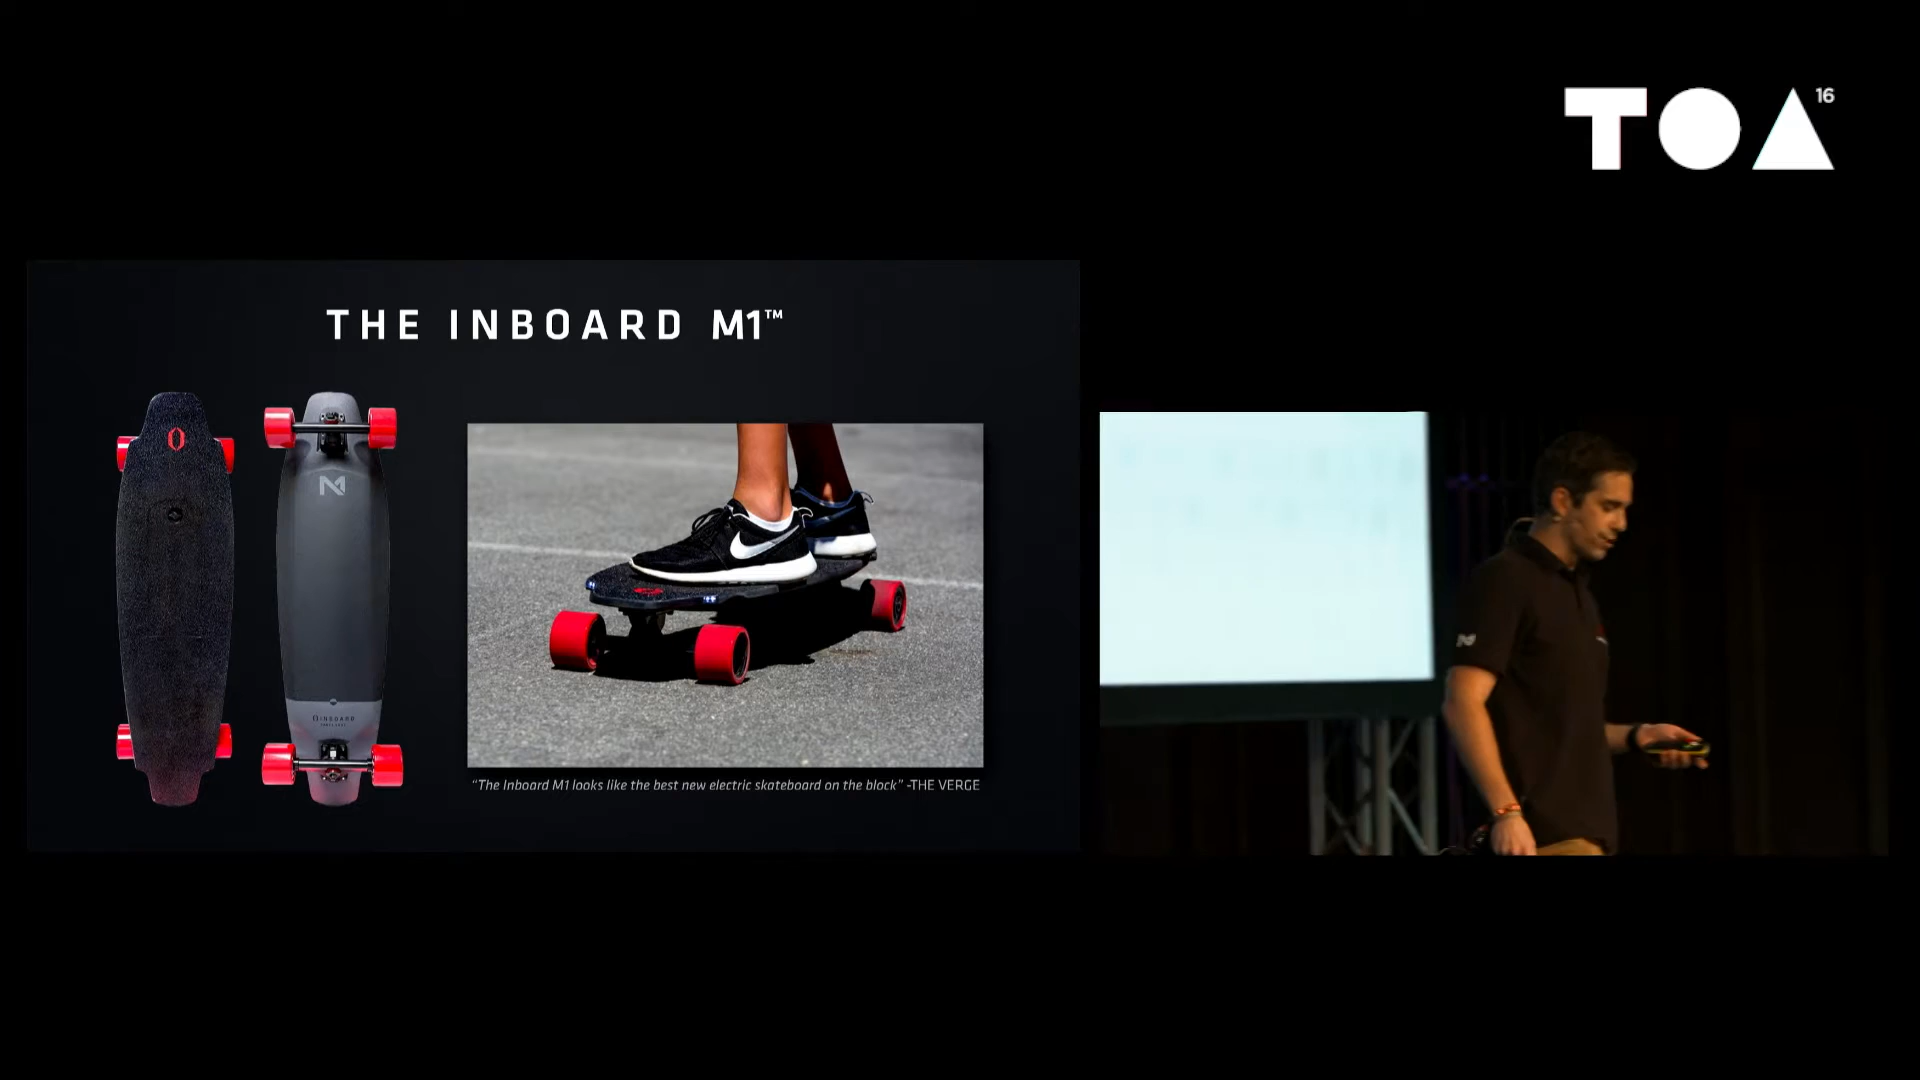 TOA 16
THE INBOARD M1™
INBOARD
"The Inboard M1 looks like the best new electric skateboard on the block" -THE VERGE